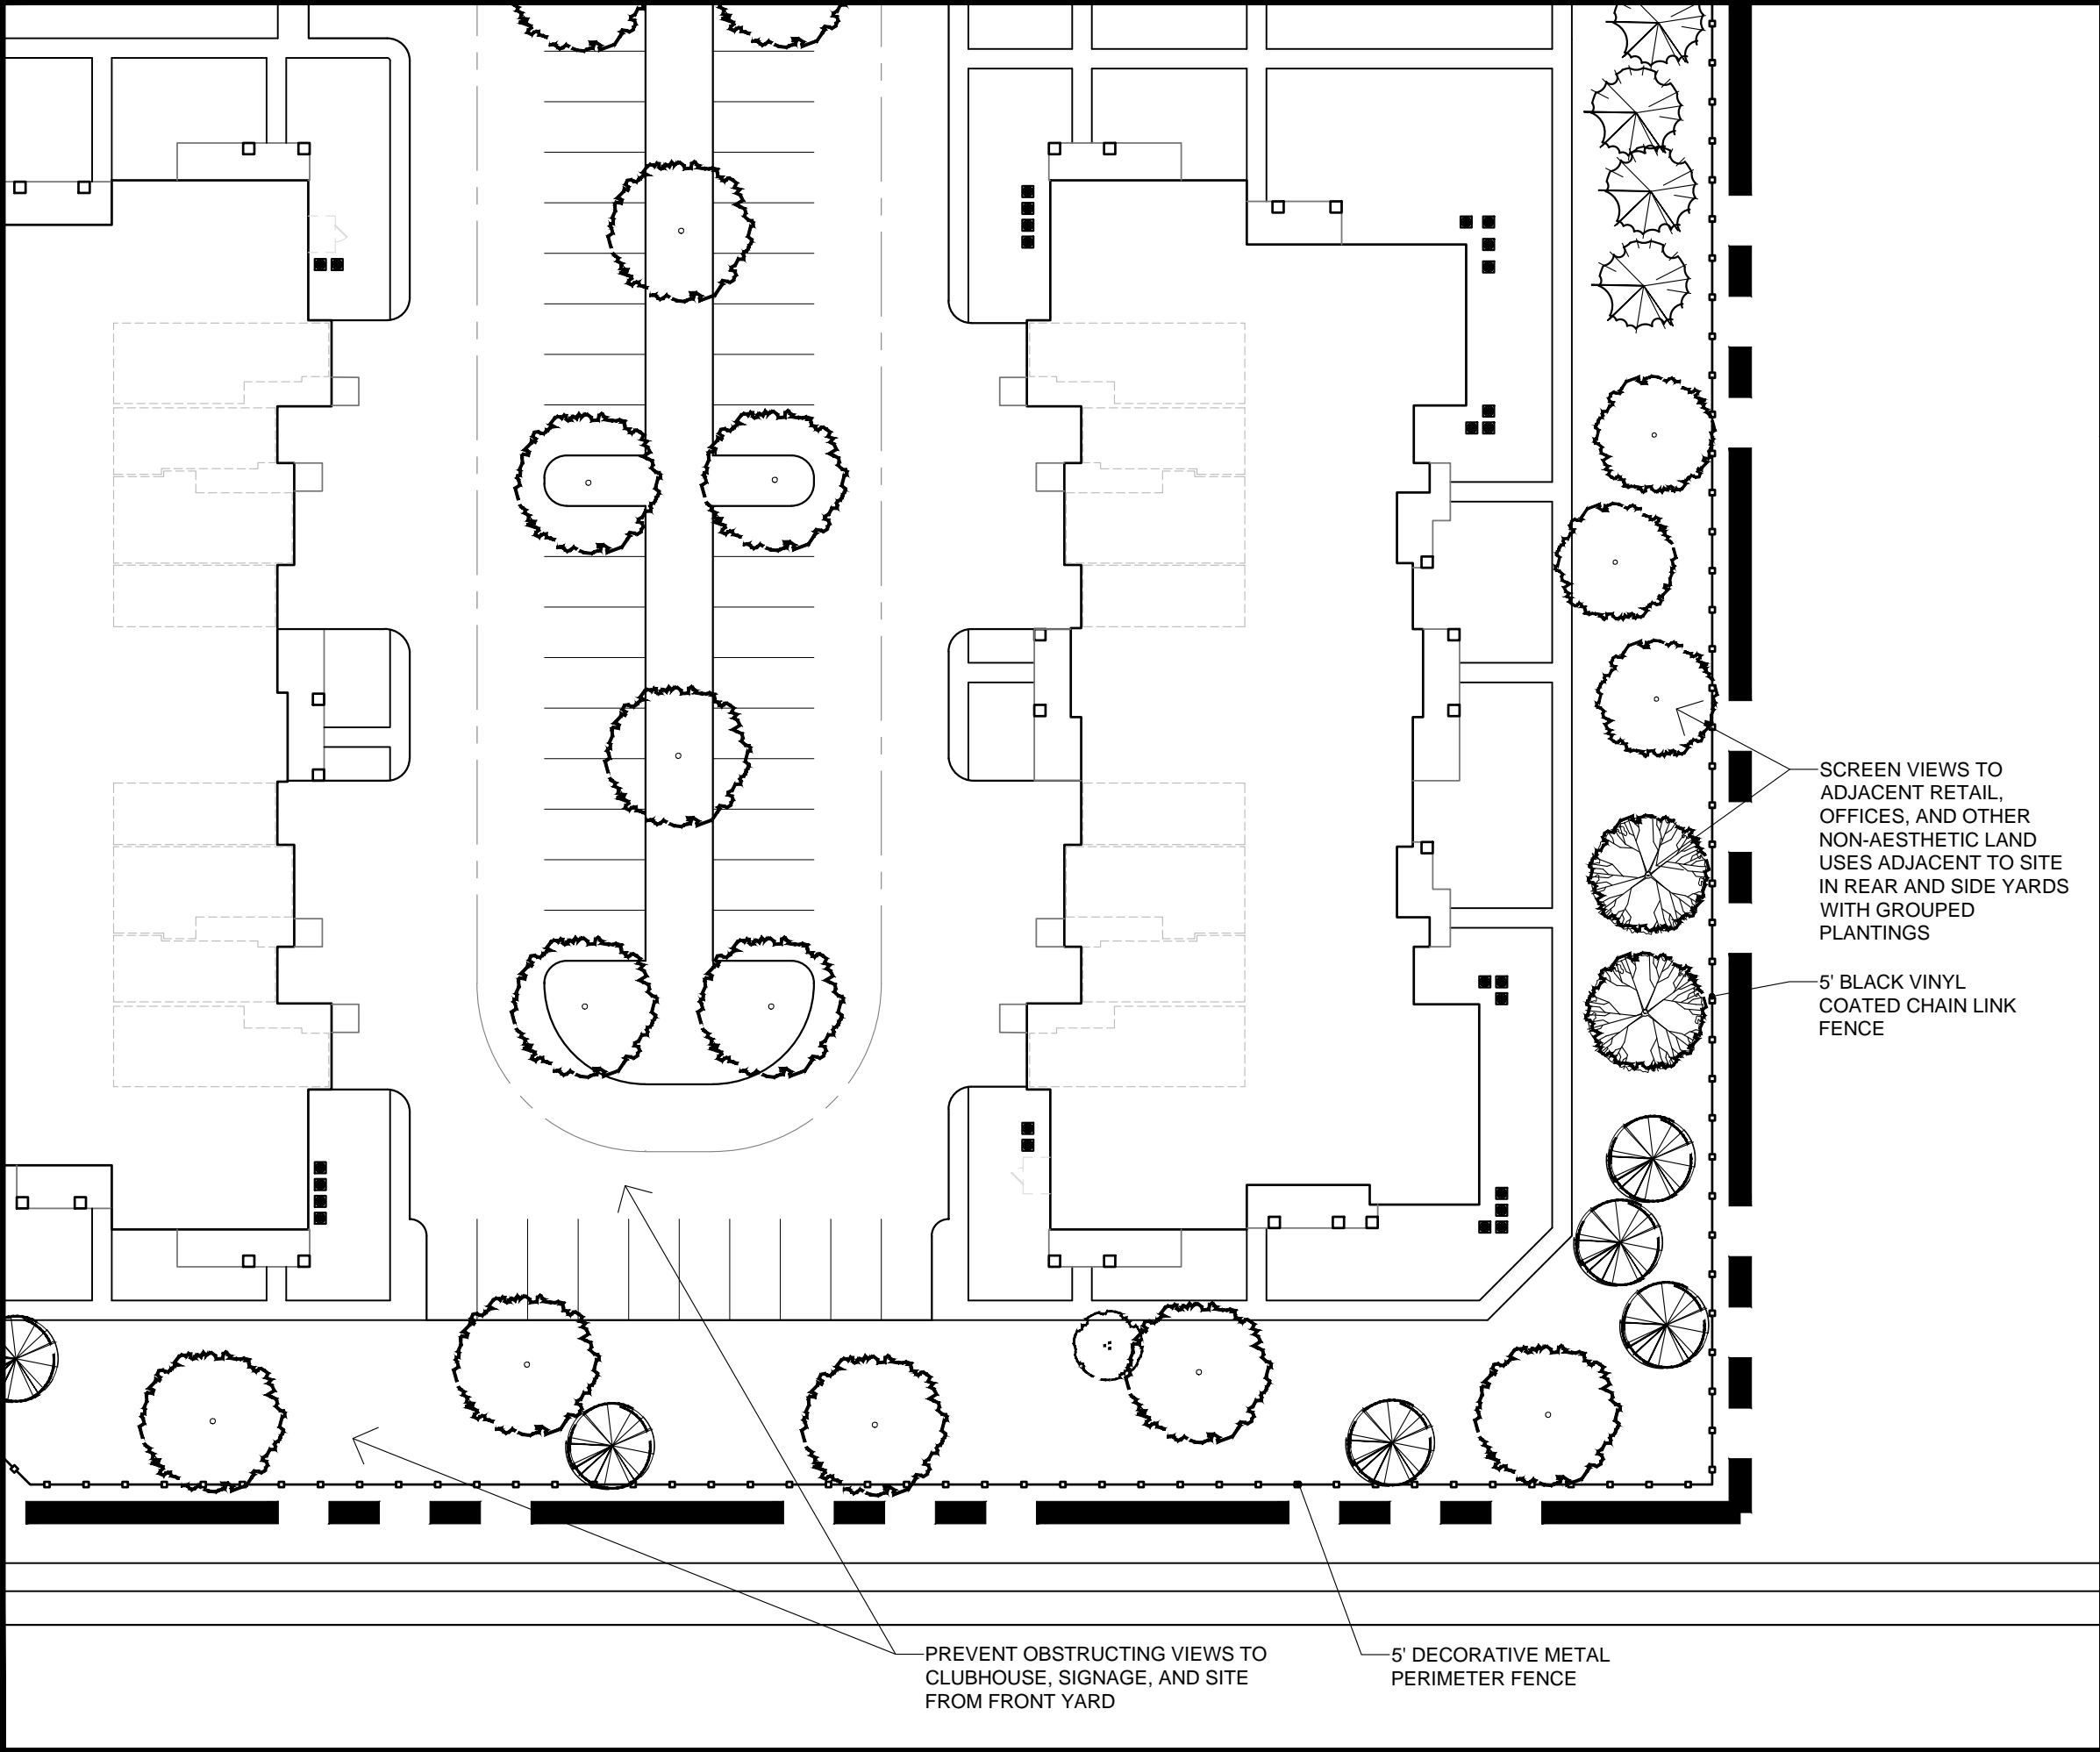 SCREEN VIEWS TO
ADJACENT RETAIL,
OFFICES, AND OTHER
NON-AESTHETIC LAND
USES ADJACENT TO SITE
IN REAR AND SIDE YARDS
WITH GROUPED
PLANTINGS
5' BLACK VINYL
COATED CHAIN LINK
FENCE
PREVENT OBSTRUCTING VIEWS TO
CLUBHOUSE, SIGNAGE, AND SITE
FROM FRONT YARD
5' DECORATIVE METAL
PERIMETER FENCE